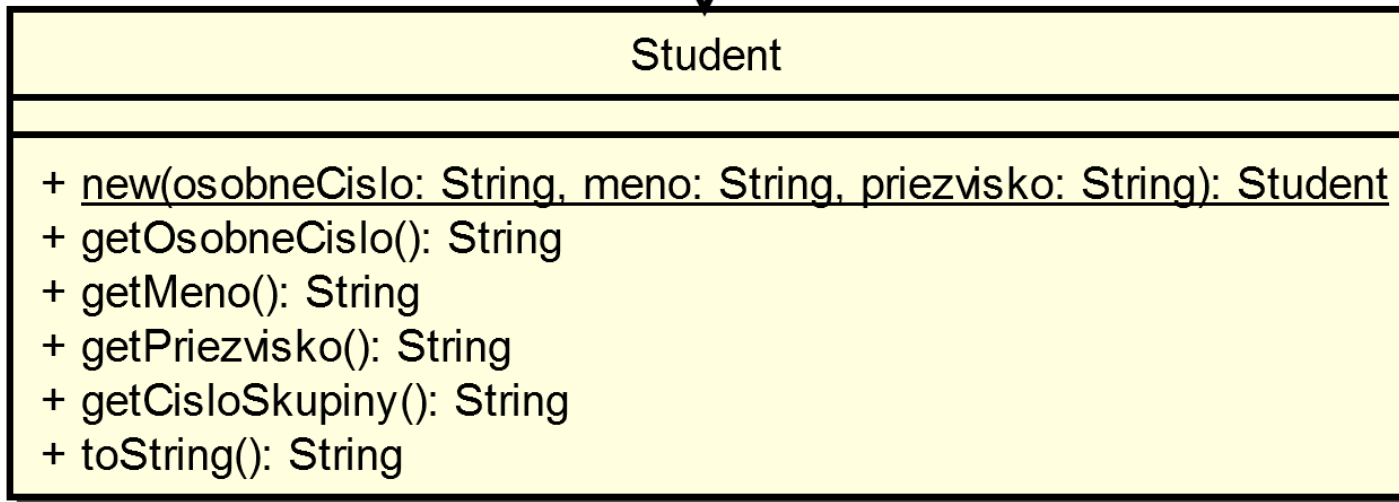 Student
+ new(osobneCislo: String, meno: String, priezvisko: String): Student
+ getOsobneCislo(): String
+ getMeno(): String
+ getPriezvisko(): String
+ getCisloSkupiny(): String
+ toString(): String